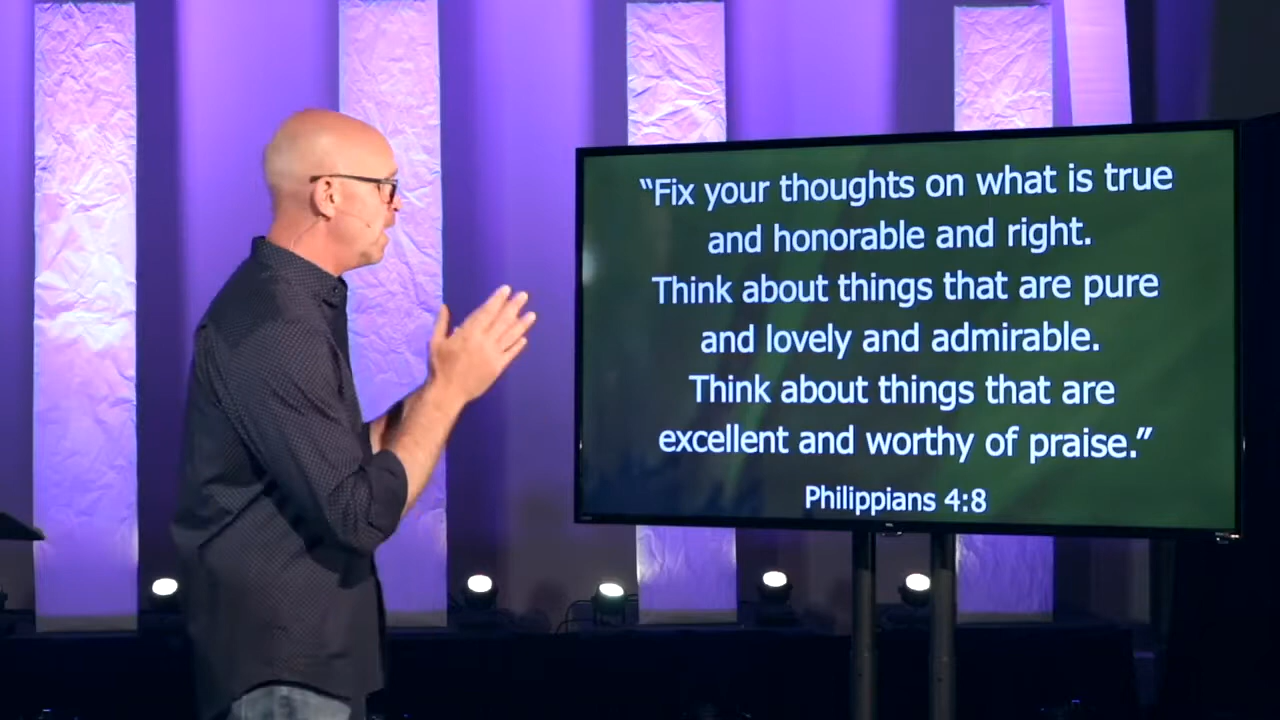 “Fix your thoughts on what is true
and honorable and right.
Think about things that are pure
and lovely and admirable.
Think about things that are
excellent and worthy of praise.”
Philippians 4:8